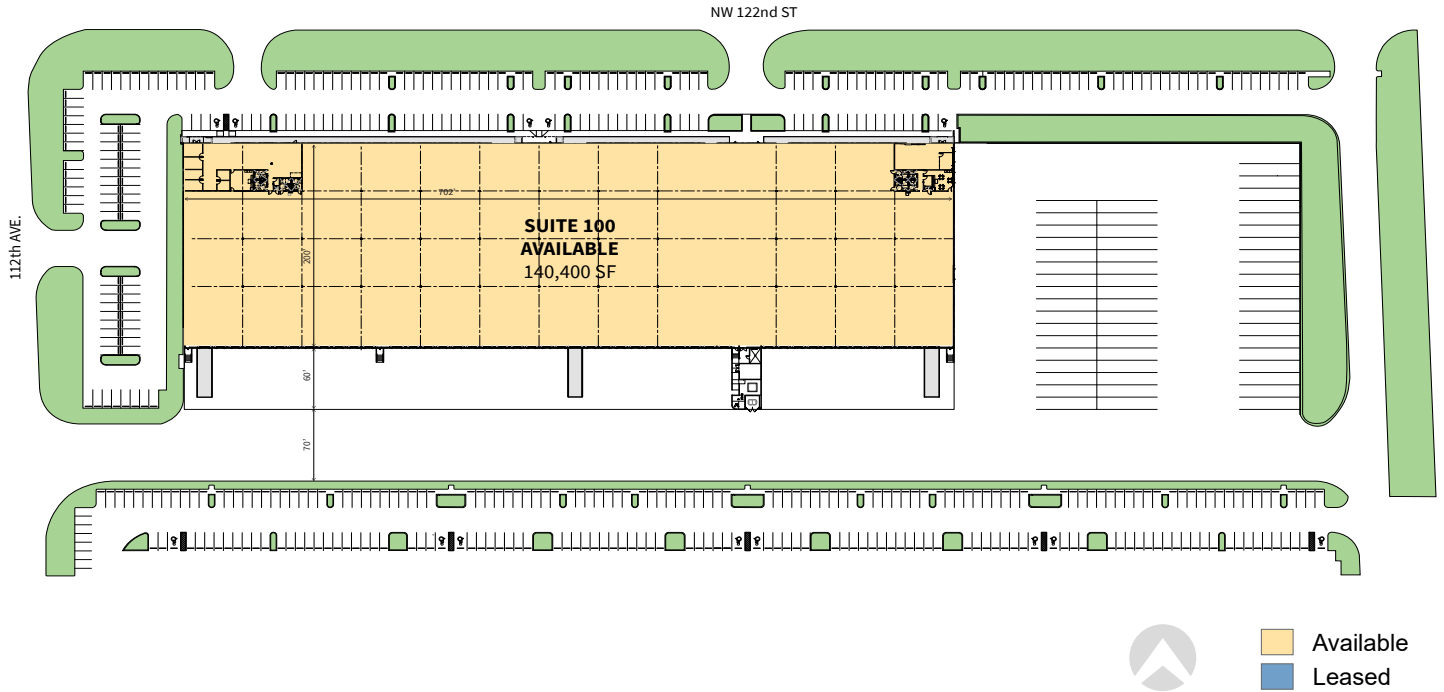 NW 122nd ST
112th AVE.
702'
SUITE 100
AVAILABLE
140,400 SF
200'
60'
70'
Available
Leased